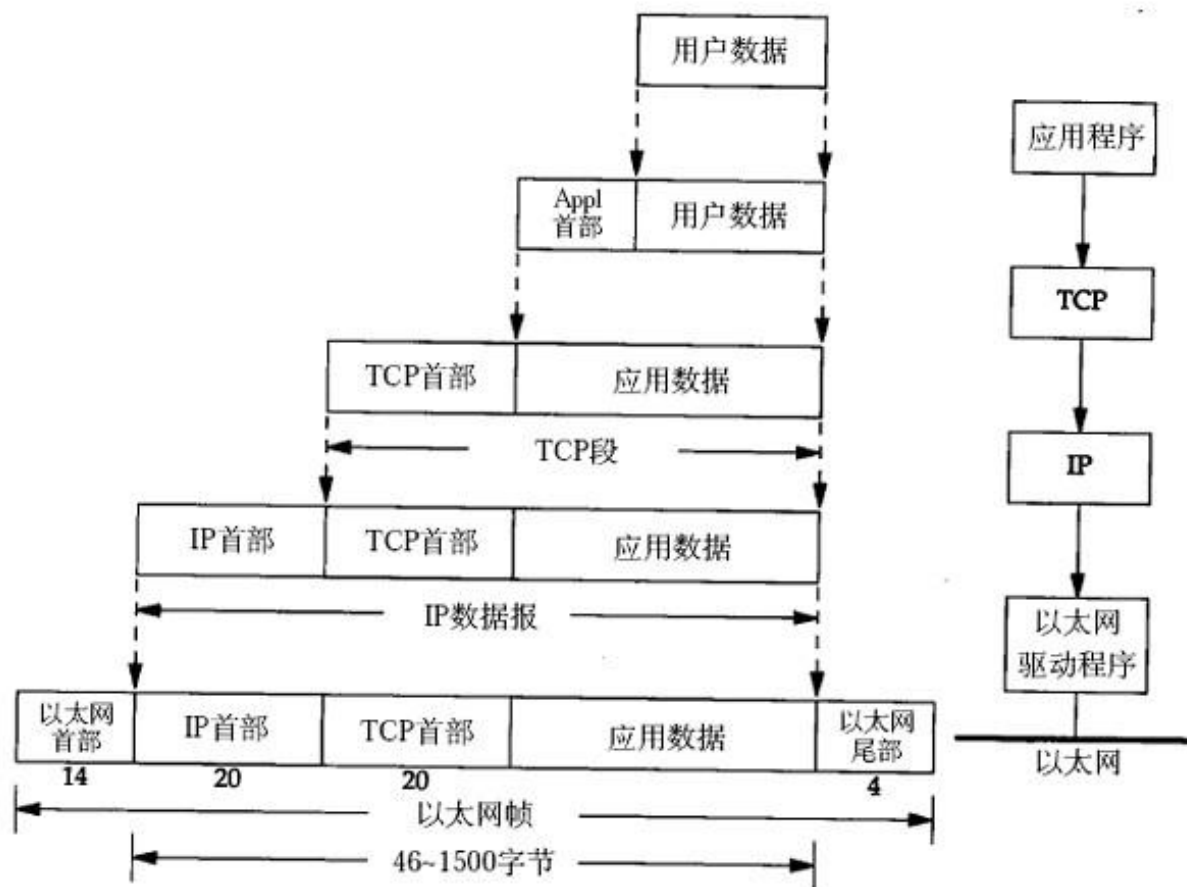 用户数据
应用程序
Appl
首部
用户数据
TCP
TCP首部
应用数据
TCP段
IP
IP首部
TCP首部
应用数据
IP数据报
以太网
驱动程序
以太网
首部
IP首部
TCP首部
应用数据
以太网
尾部
以太网
14
20
20
4
以太网帧
46~1500字节